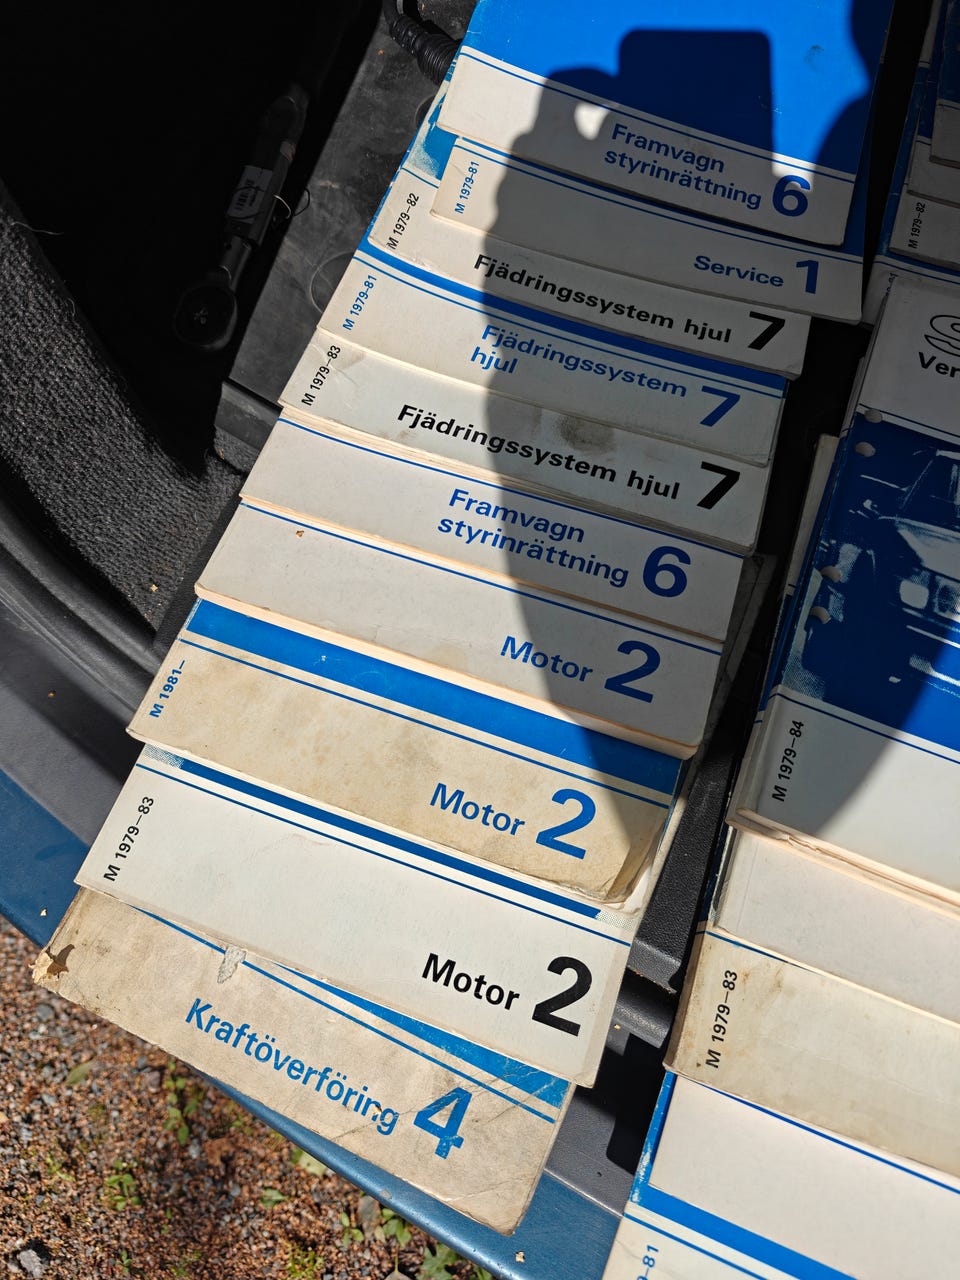 Framvagn
styrinrättning 6
M 1979–81
Service 1
M 1979–82
Fjädringssystem hjul 7
M 1979–81
Fjädringssystem
hjul 7
M 1979–83
Fjädringssystem hjul 7
Framvagn
styrinrättning 6
Motor 2
M 1981–
Motor 2
M 1979–83
Motor 2
Kraftöverföring 4
M 1979–82
Ver
M 1979–84
M 1979–83
–81